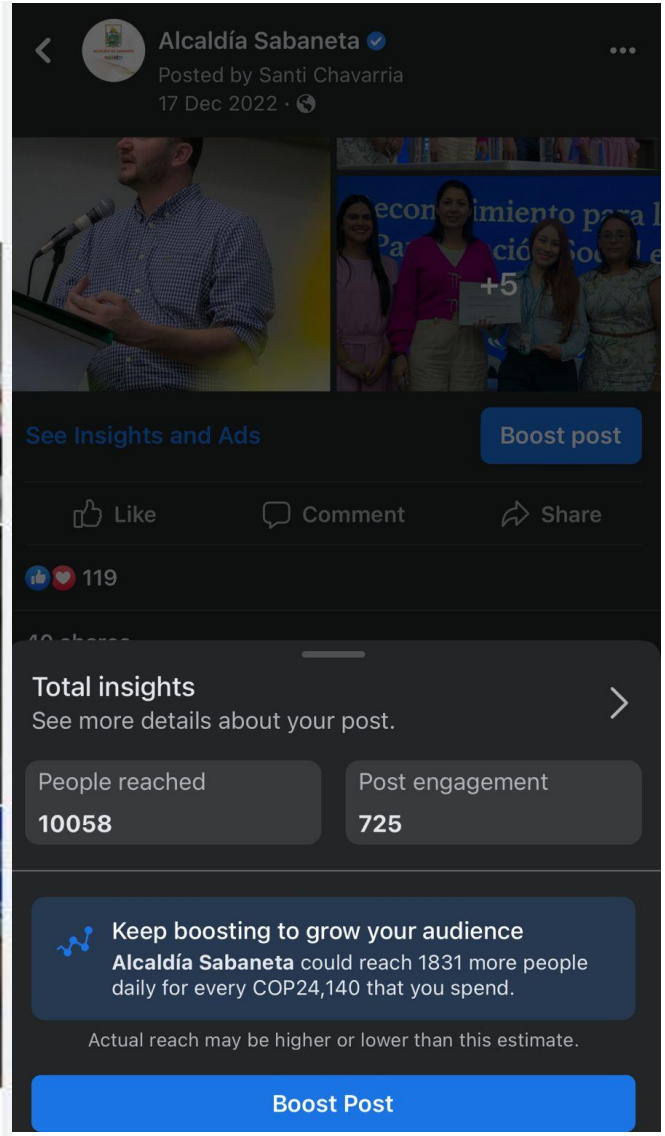 Alcaldía Sabaneta
Posted by Santi Chavarria
17 Dec 2022 ·
para l
+5
See Insights and Ads
Boost post
Like
Comment
Share
119
40 shares
Total insights
See more details about your post.
People reached
10058
Post engagement
725
Keep boosting to grow your audience
Alcaldía Sabaneta could reach 1831 more people
daily for every COP24,140 that you spend.
Actual reach may be higher or lower than this estimate.
Boost Post